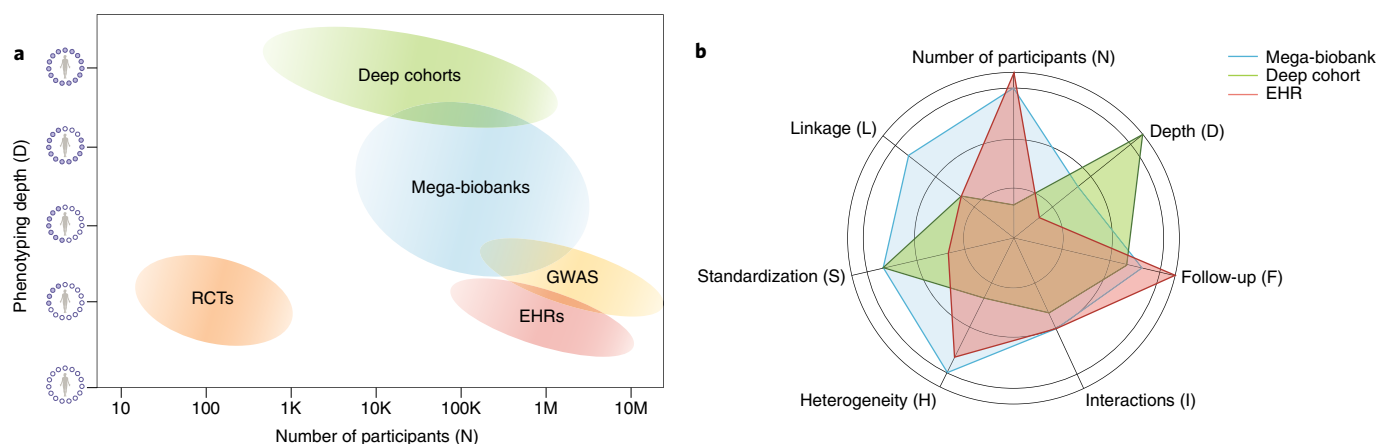 a
Phenotyping depth (D)
Deep cohorts
Mega-biobanks
GWAS
RCTs
EHRs
10
100
1K
10K
100K
1M
10M
Number of participants (N)
b
Mega-biobank
Deep cohort
EHR
Number of participants (N)
Linkage (L)
Depth (D)
Standardization (S)
Follow-up (F)
Heterogeneity (H)
Interactions (I)